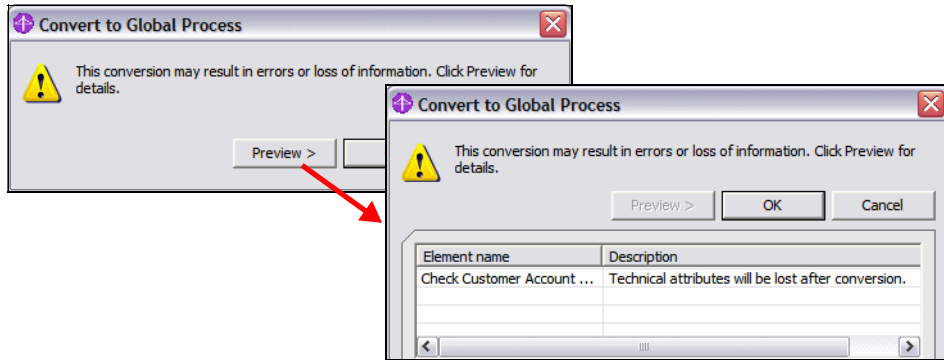 Convert to Global Process
This conversion may result in errors or loss of information. Click Preview for
details.
Preview >
Convert to Global Process
This conversion may result in errors or loss of information. Click Preview for
details.
Preview > OK Cancel
Element name Description
Check Customer Account ... Technical attributes will be lost after conversion.